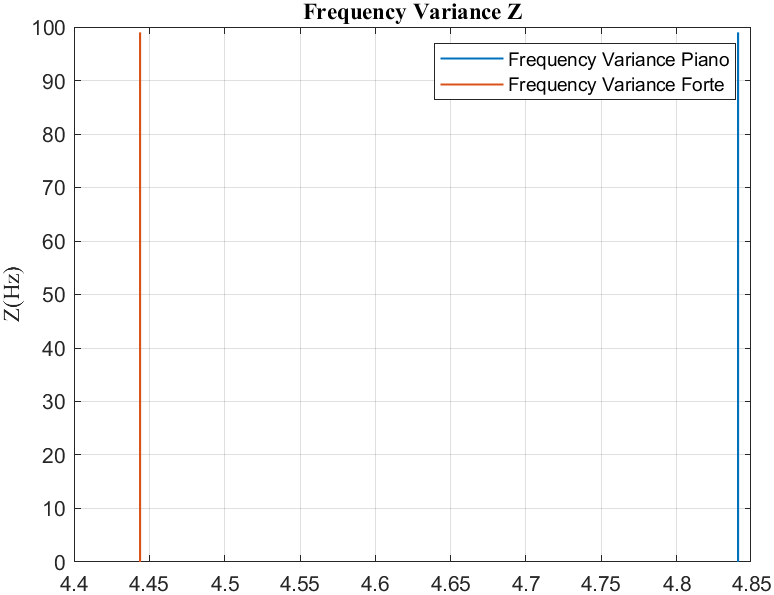 Frequency Variance Z
Frequency Variance Piano
Frequency Variance Forte
Z(Hz)
100
90
80
70
60
50
40
30
20
10
0
4.4 4.45 4.5 4.55 4.6 4.65 4.7 4.75 4.8 4.85